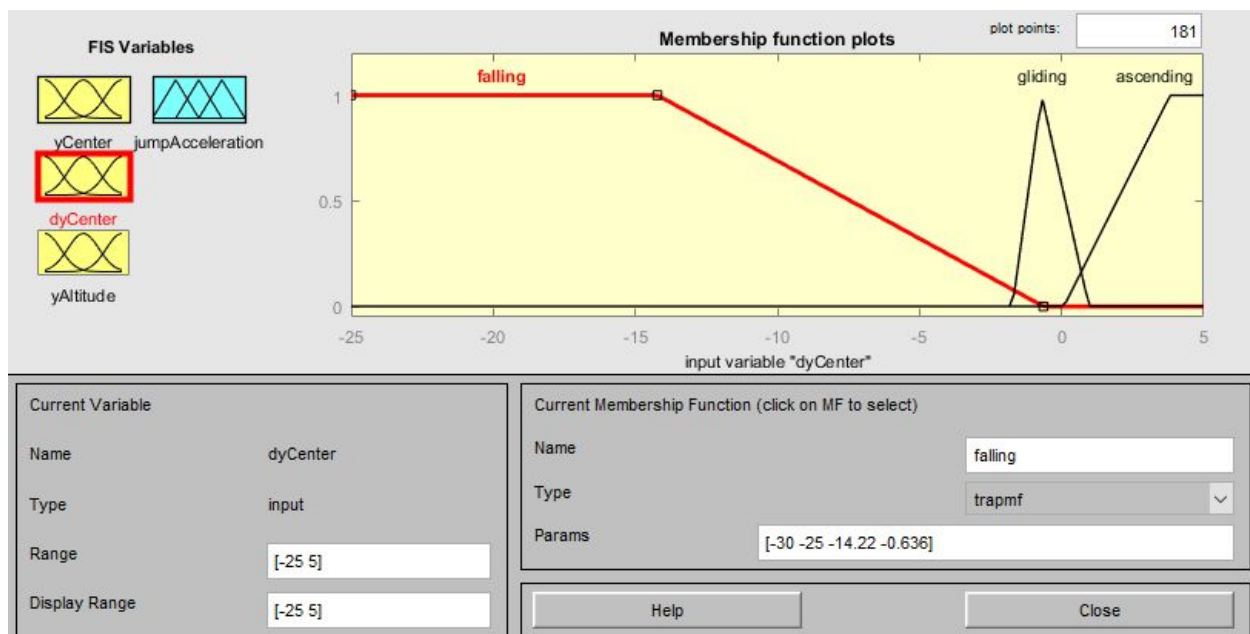 FIS Variables
Membership function plots
plot points:
181
yCenter
jumpAcceleration
dyCenter
yAltitude
falling
gliding
ascending
1
0.5
0
-25
-20
-15
-10
-5
0
5
input variable "dyCenter"
Current Variable
Name
dyCenter
Type
input
Range
[-25 5]
Display Range
[-25 5]
Current Membership Function (click on MF to select)
Name
falling
Type
trapmf
Params
[-30 -25 -14.22 -0.636]
Help
Close